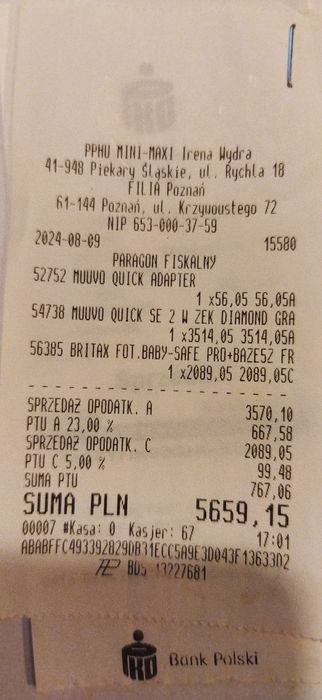 PPHU MINI-MAXI Irena Wydra
41-948 Piekary Śląskie, ul. Rychla 18
FILIA Poznań
61-144 Poznań, ul. Krzywoustego 72
NIP 653-000-37-59
2024-08-09 15580
PARAGON FISKALNY
52752 MUUVO QUICK ADAPTER
1 x56,05 56,05A
54738 MUUVO QUICK SE 2 W ZEK DIAMOND GRA
1 x3514,05 3514,05A
56385 BRITAX FOT.BABY-SAFE PRO+BAZE5Z FR
1 x2089,05 2089,05C
SPRZEDAŻ OPODATK. A 3570,10
PTU A 23,00 % 667,58
SPRZEDAŻ OPODATK. C 2089,05
PTU C 5,00 % 99,48
SUMA PTU 767,06
SUMA PLN 5659,15
00007 #Kasa: 0 Kasjer: 67 17:01
BDS 13227681
Bank Polski